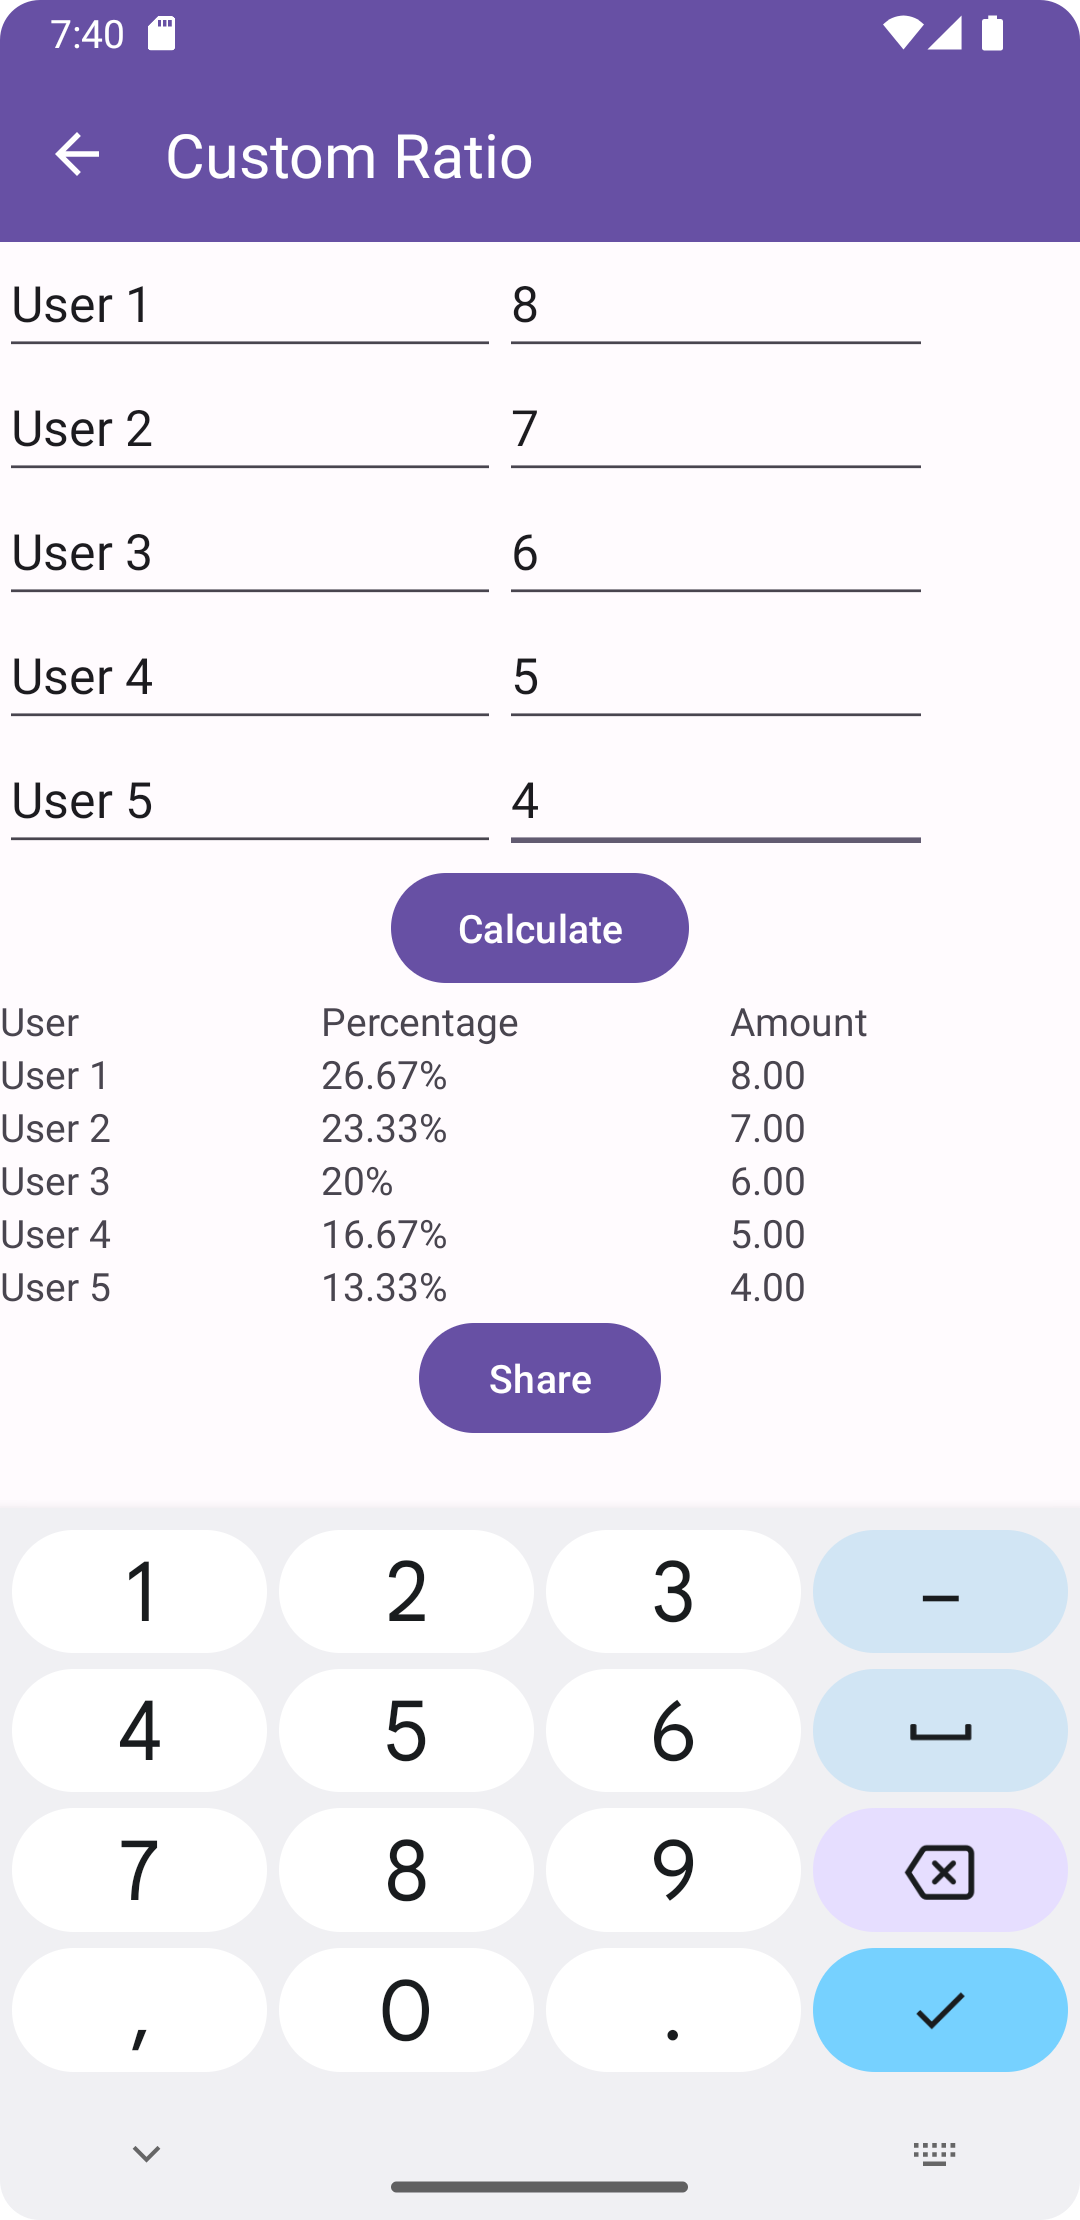 7:40
Custom Ratio
User 1 8
User 2 7
User 3 6
User 4 5
User 5 4
Calculate
User Percentage Amount
User 1 26.67% 8.00
User 2 23.33% 7.00
User 3 20% 6.00
User 4 16.67% 5.00
User 5 13.33% 4.00
Share
1 2 3 –
4 5 6
7 8 9
, 0 .